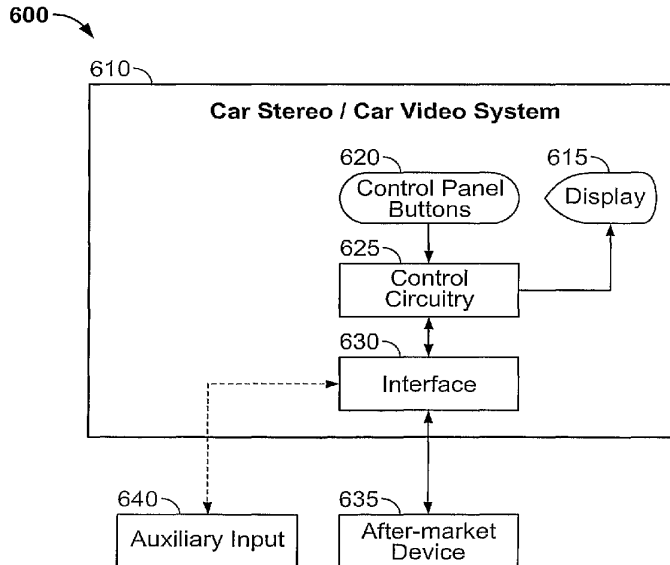 600
610
Car Stereo / Car Video System
620
Control Panel
Buttons
615
Display
625
Control
Circuitry
630
Interface
640
Auxiliary Input
635
After-market
Device